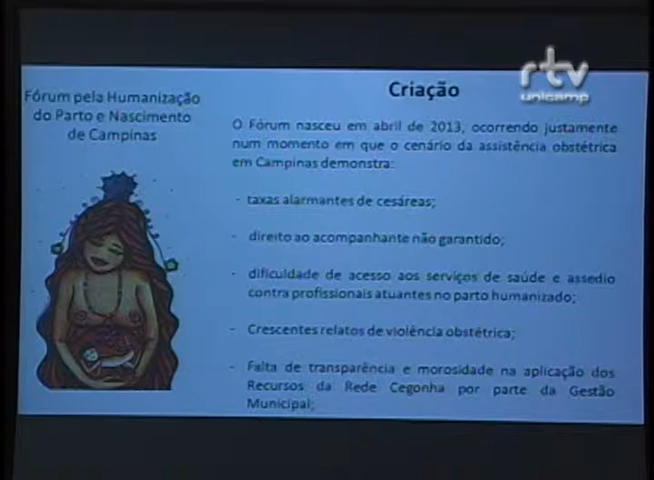 Fórum pela Humanização
do Parto e Nascimento
de Campinas
Criação
rtv
unicamp
O Fórum nasceu em abril de 2013, ocorrendo justamente
num momento em que o cenário da assistência obstétrica
em Campinas demonstra:
- taxas alarmantes de cesáreas;
- direito ao acompanhante não garantido;
- dificuldade de acesso aos serviços de saúde e assedio
contra profissionais atuantes no parto humanizado;
- Crescentes relatos de violência obstétrica;
- Falta de transparência e morosidade na aplicação dos
Recursos da Rede Cegonha por parte da Gestão
Municipal;